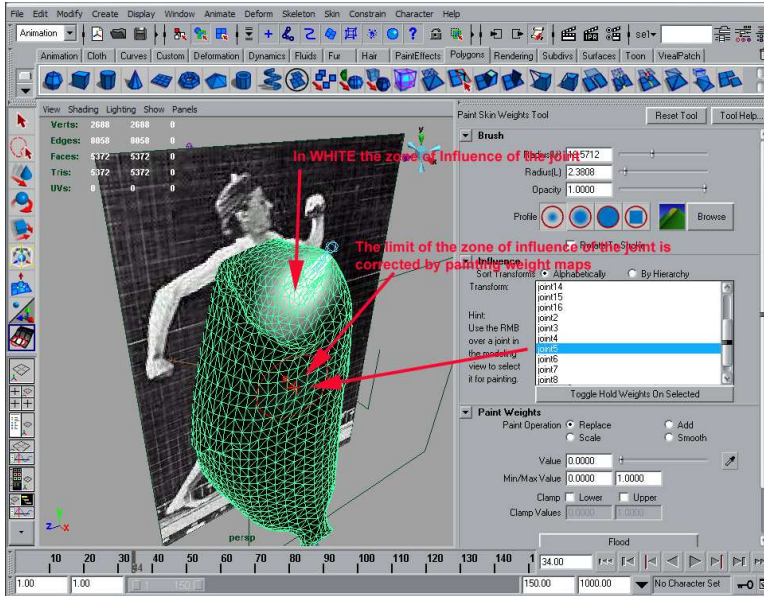 File Edit Modify Create Display Window Animate Deform Skeleton Skin Constrain Character Help
Animation sel-
Animation Cloth Curves Custom Deformation Dynamics Fluids Fur Hair PaintEffects Polygons Rendering Subdivs Surfaces Toon VrealPatch
View Shading Lighting Show Panels
Verts: 2688 2688 0
Edges: 8058 8058 0
Faces: 5372 5372 0
Tris: 5372 5372 0
UVs: 0 0 0
In WHITE the zone of Influence of the joint
The limit of the zone of influence of the joint is
corrected by painting weight maps
y
z x
persp
Paint Skin Weights Tool Reset Tool Tool Help...
Brush
Radius(L) 2.3808
Opacity 1.0000
Profile Browse
Influence
Sort Transforms Alphabetically By Hierarchy
Transform: joint14
joint15
joint16
Hint: joint2
Use the RMB joint3
over a joint in joint4
the modeling joint5
view to select joint6
it for painting. joint7
joint8
Toggle Hold Weights On Selected
Paint Weights
Paint Operation Replace Add
Scale Smooth
Value 0.0000
Min/Max Value 0.0000 1.0000
Clamp Lower Upper
Clamp Values 0.0000 1.0000
Flood
10 20 30 40 50 60 70 80 90 100 110 120 130 140 34.00
34
1.00 1.00 1 150 150.00 1000.00 No Character Set